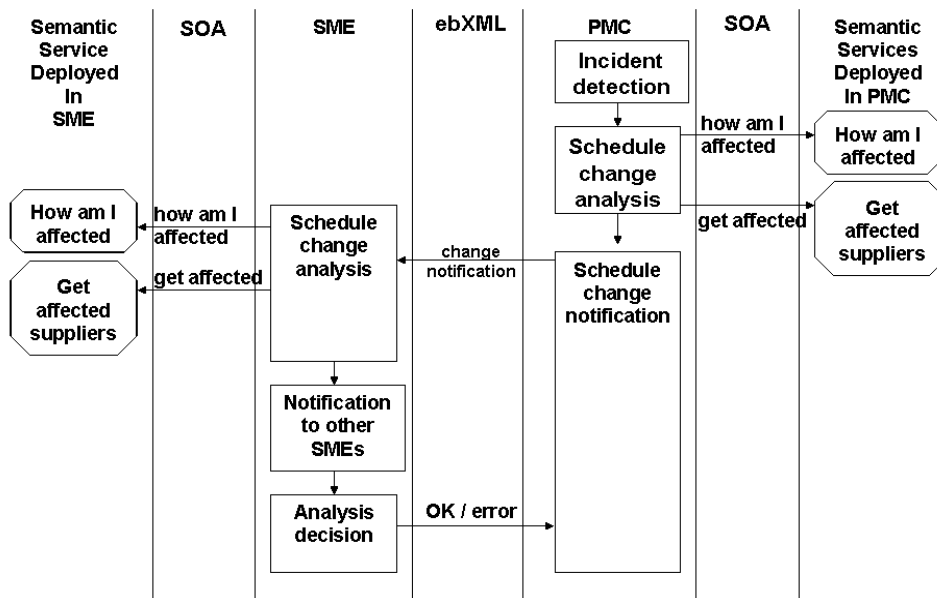 Semantic
Service
Deployed
In
SME
SOA
SME
ebXML
PMC
SOA
Semantic
Services
Deployed
In PMC
Incident
detection
Schedule
change
analysis
how am I
affected
How am I
affected
get affected
Get
affected
suppliers
How am I
affected
how am I
affected
Schedule
change
analysis
change
notification
Schedule
change
notification
Get
affected
suppliers
get affected
Notification
to other
SMEs
Analysis
decision
OK / error